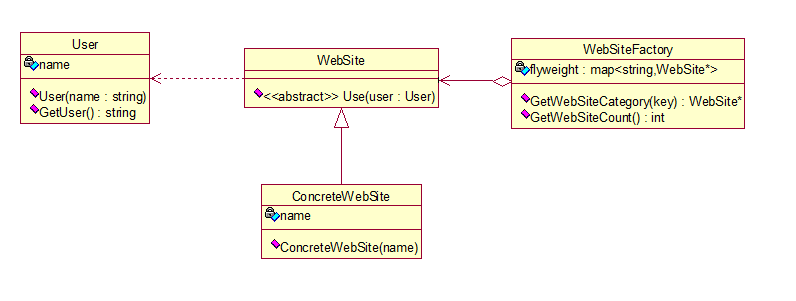 User
name
User(name : string)
GetUser() : string
WebSite
<<abstract>> Use(user : User)
WebSiteFactory
flyweight : map<string,WebSite*>
GetWebSiteCategory(key) : WebSite*
GetWebSiteCount() : int
ConcreteWebSite
name
ConcreteWebSite(name)